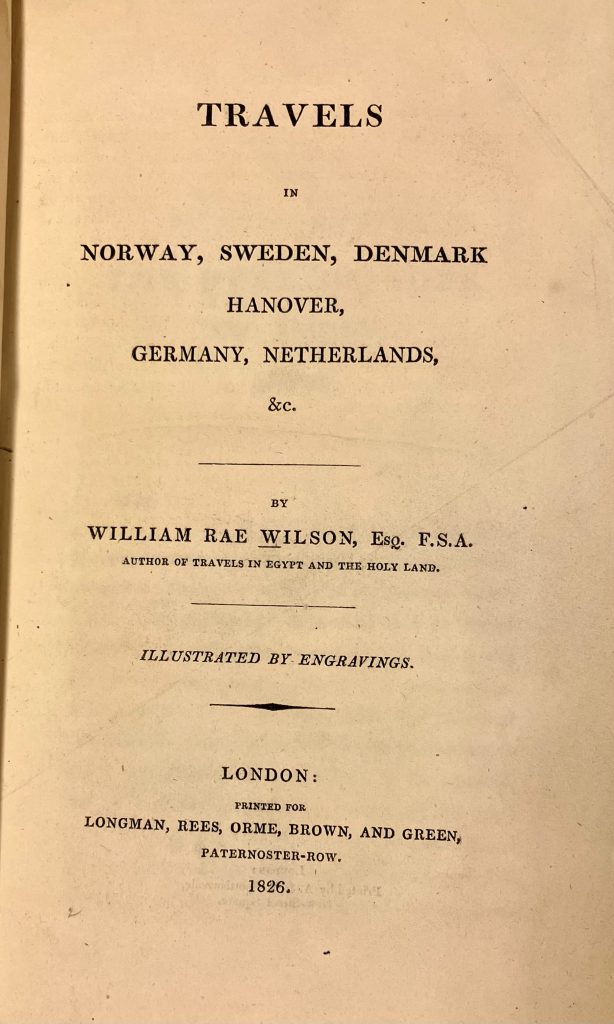 TRAVELS
IN
NORWAY, SWEDEN, DENMARK
HANOVER,
GERMANY, NETHERLANDS,
&c.
BY
WILLIAM RAE WILSON, Esq. F.S.A.
AUTHOR OF TRAVELS IN EGYPT AND THE HOLY LAND.
ILLUSTRATED BY ENGRAVINGS.
LONDON:
PRINTED FOR
LONGMAN, REES, ORME, BROWN, AND GREEN,
PATERNOSTER-ROW.
1826.